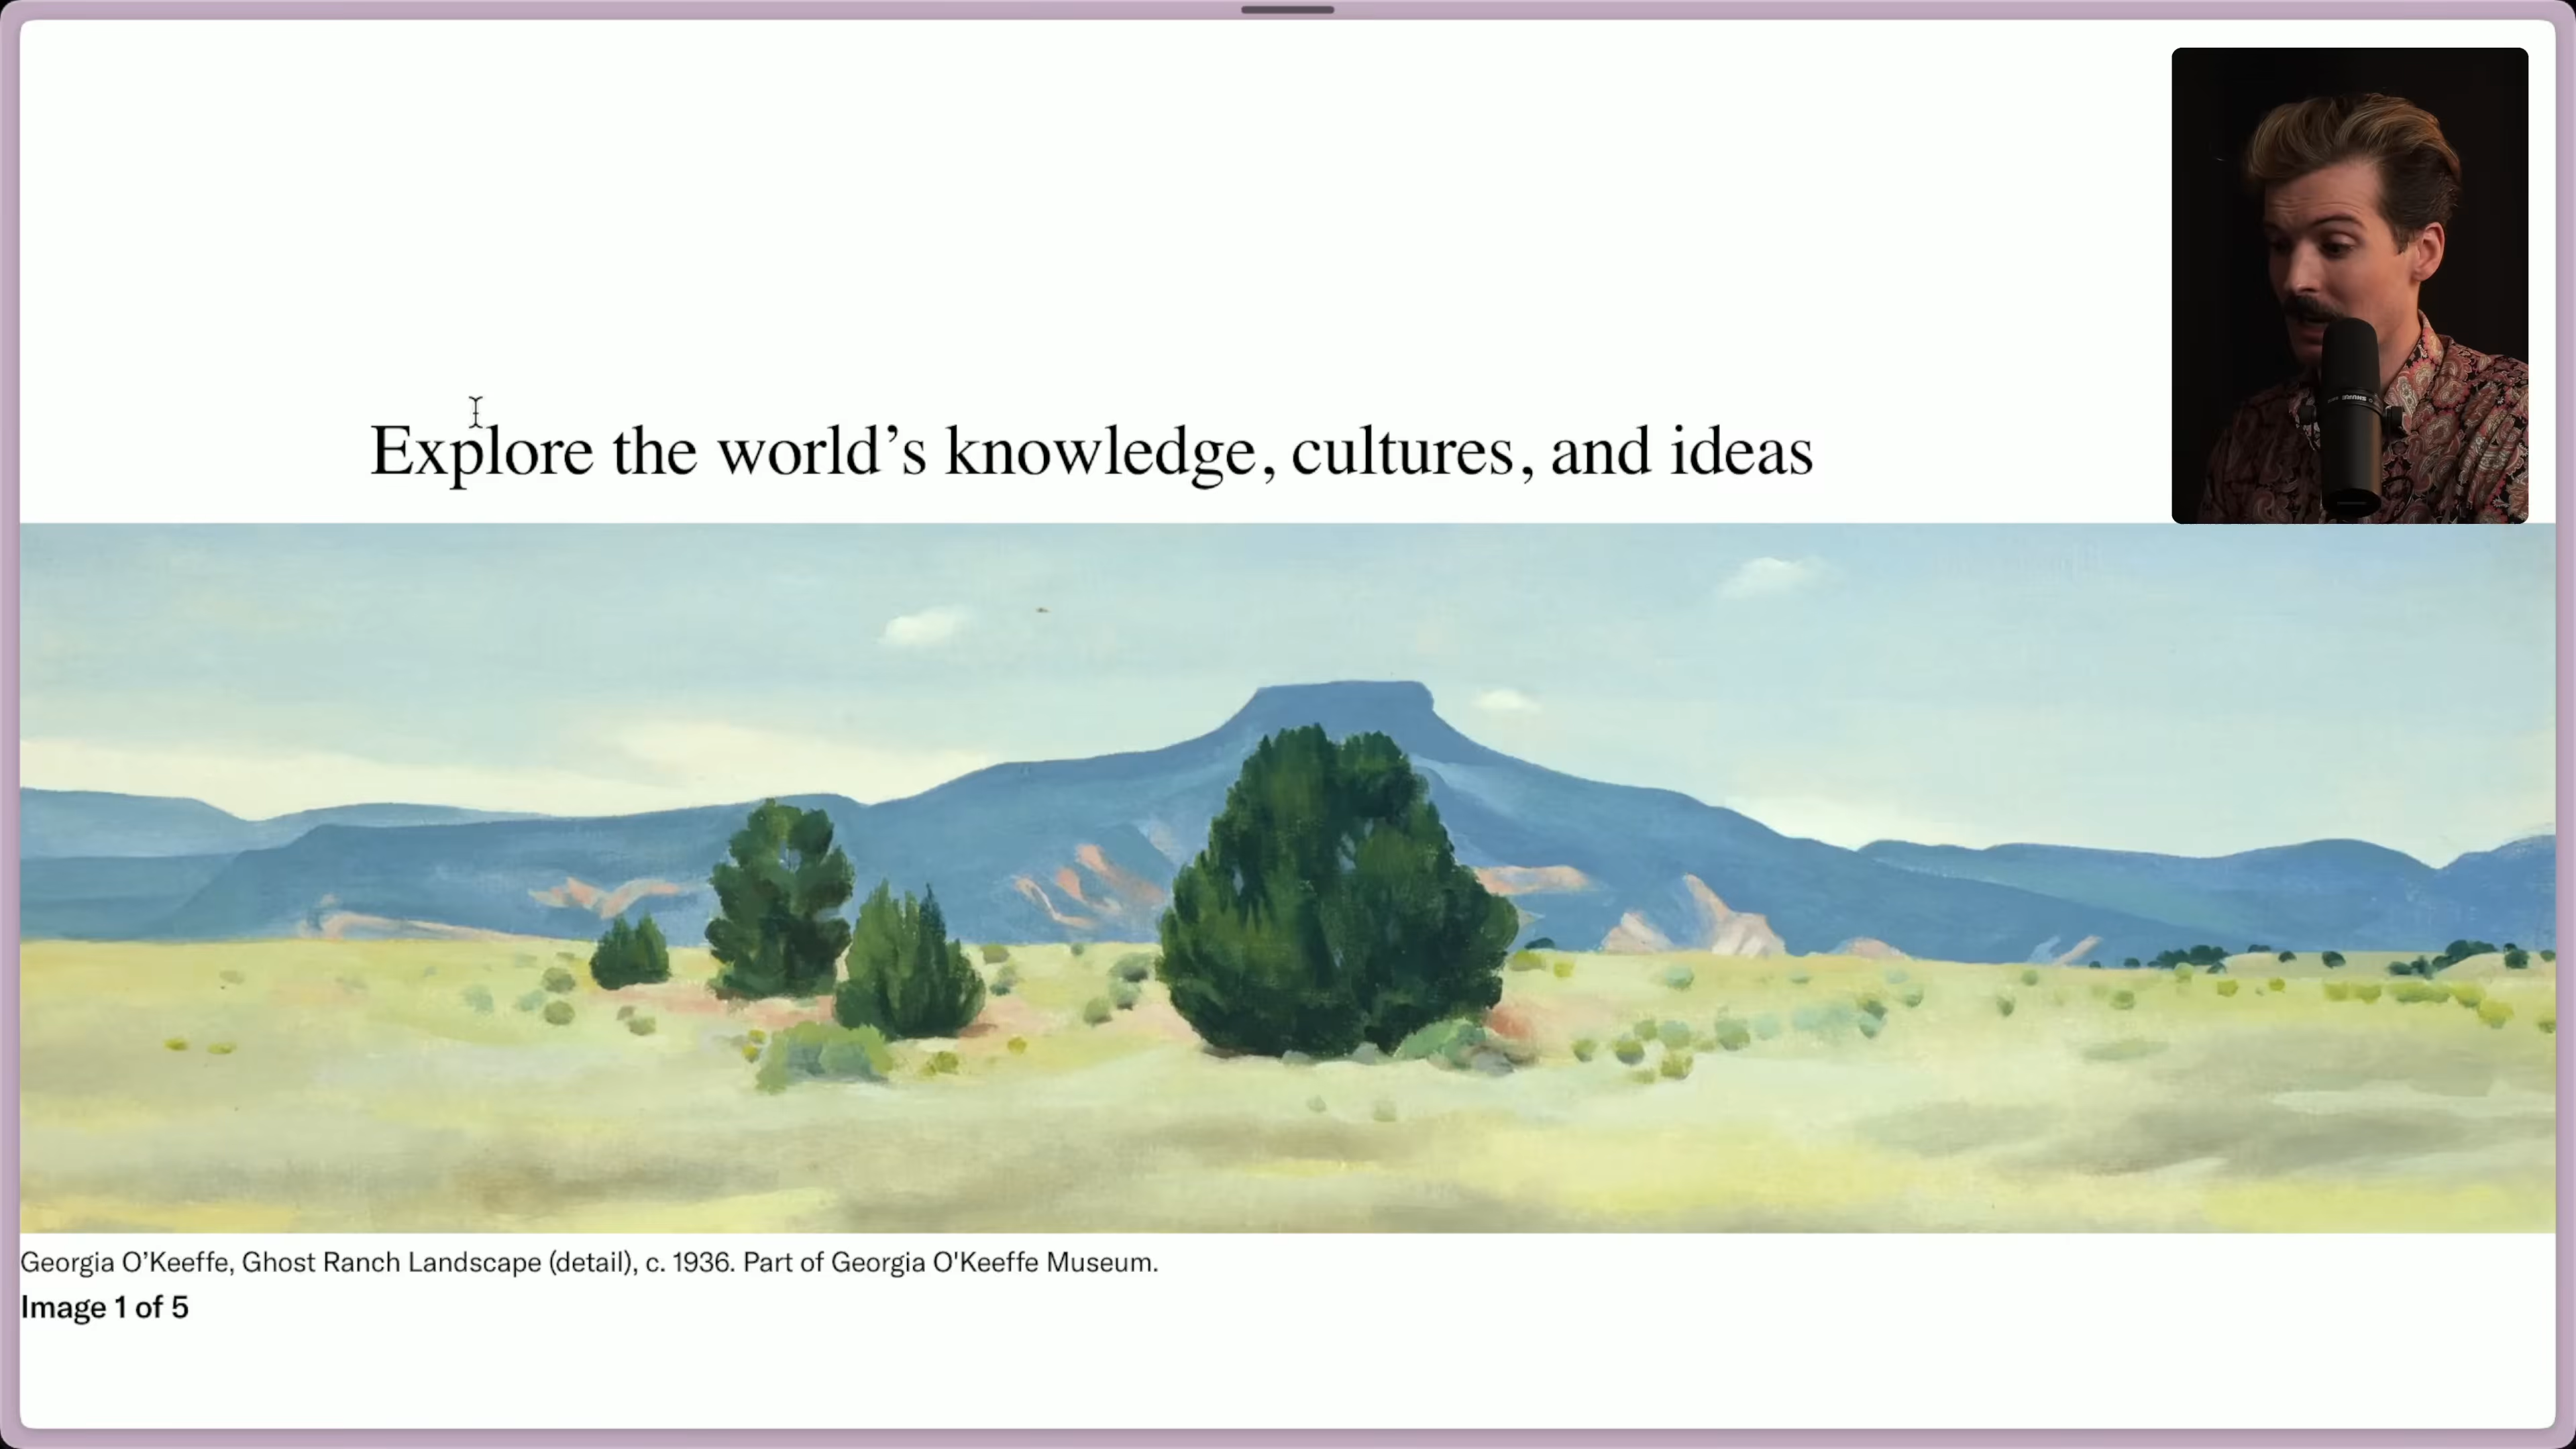 Explore the world’s knowledge, cultures, and ideas
Georgia O’Keeffe, Ghost Ranch Landscape (detail), c. 1936. Part of Georgia O'Keeffe Museum.
Image 1 of 5